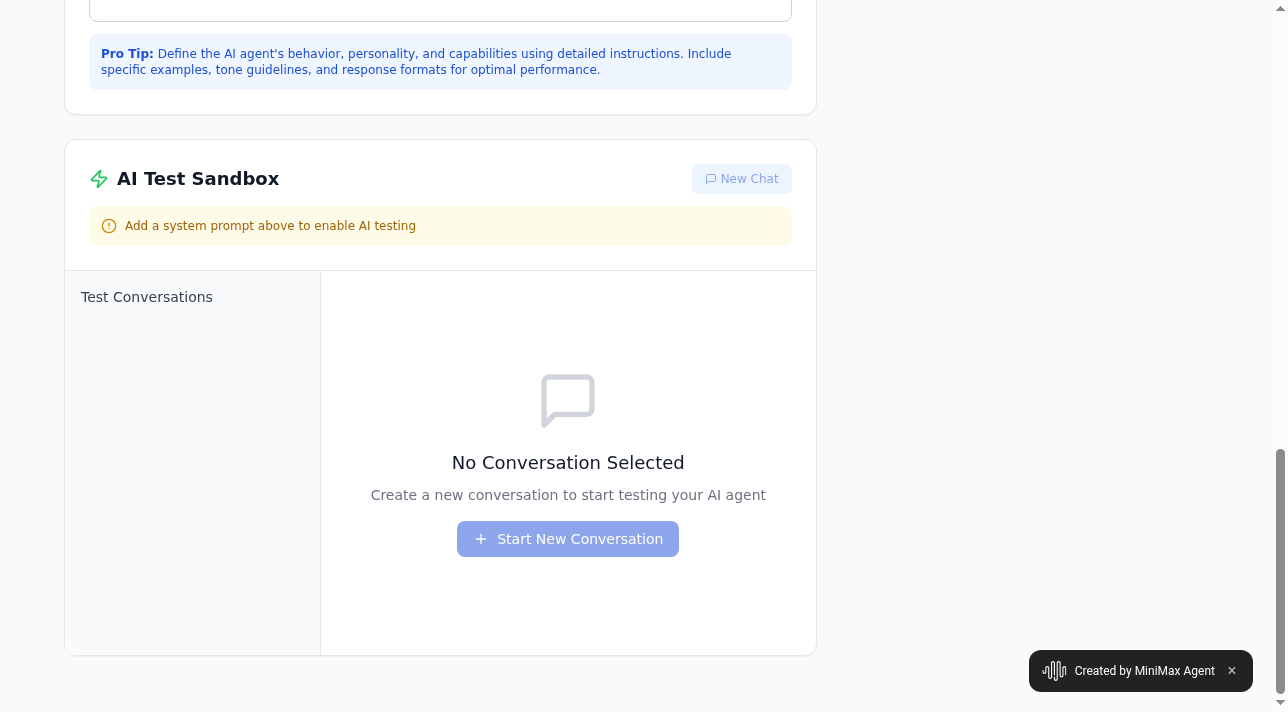 Pro Tip: Define the AI agent's behavior, personality, and capabilities using detailed instructions. Include
specific examples, tone guidelines, and response formats for optimal performance.
AI Test Sandbox
New Chat
Add a system prompt above to enable AI testing
Test Conversations
No Conversation Selected
Create a new conversation to start testing your AI agent
Start New Conversation
Created by MiniMax Agent